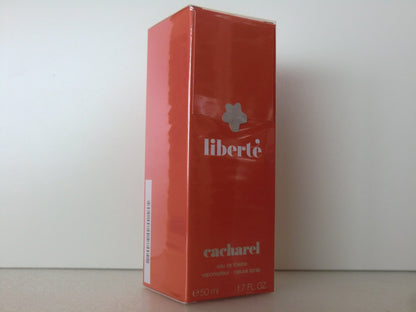 liberté
cacharel
eau de toilette
vaporisateur - natural spray
℮50 ml 1.7 FL OZ